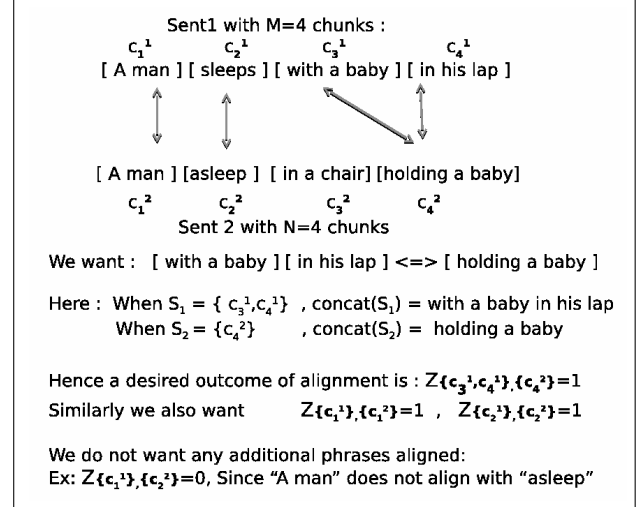 Sent1 with M=4 chunks :
c₁¹ c₂¹ c₃¹ c₄¹
[ A man ] [ sleeps ] [ with a baby ] [ in his lap ]
[ A man ] [asleep ] [ in a chair] [holding a baby]
c₁² c₂² c₃² c₄²
Sent 2 with N=4 chunks
We want : [ with a baby ] [ in his lap ] <=> [ holding a baby ]
Here : When S₁ = { c₃¹,c₄¹} , concat(S₁) = with a baby in his lap
When S₂ = {c₄²} , concat(S₂) = holding a baby
Hence a desired outcome of alignment is : Z{c₃¹,c₄¹},{c₄²}=1
Similarly we also want Z{c₁¹},{c₁²}=1 , Z{c₂¹},{c₂²}=1
We do not want any additional phrases aligned:
Ex: Z{c₁¹},{c₂²}=0, Since “A man” does not align with “asleep”